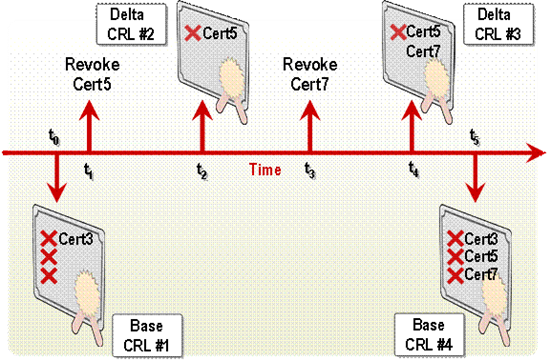 Delta
CRL #2
Cert5
Delta
CRL #3
Cert5
Cert7
Revoke
Cert5
Revoke
Cert7
t0
t1
t2
t3
t4
t5
Time
Cert3
Base
CRL #1
Cert3
Cert5
Cert7
Base
CRL #4